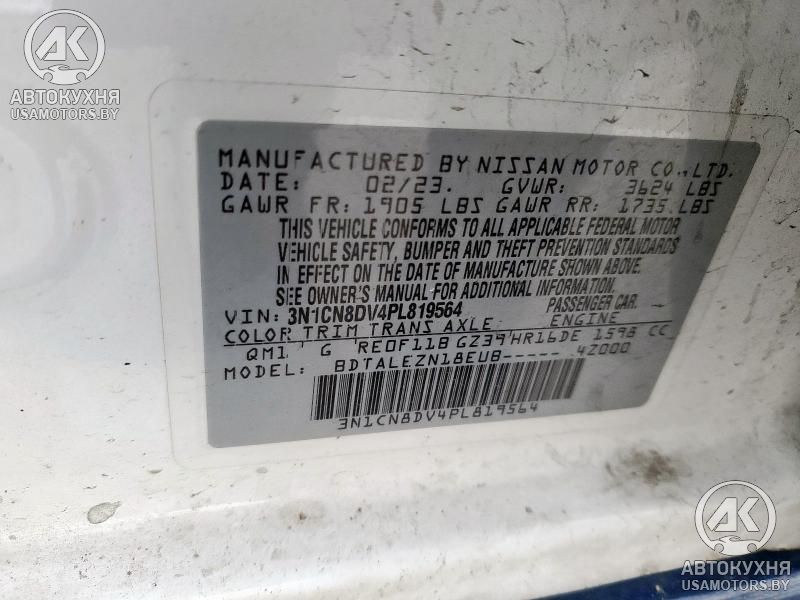 АК
АВТОКУХНЯ
USAMOTORS.BY
MANUFACTURED BY NISSAN MOTOR CO., LTD.
DATE: 02/23. GVWR: 3624 LBS
GAWR FR: 1905 LBS GAWR RR: 1735 LBS
THIS VEHICLE CONFORMS TO ALL APPLICABLE FEDERAL MOTOR
VEHICLE SAFETY, BUMPER AND THEFT PREVENTION STANDARDS
IN EFFECT ON THE DATE OF MANUFACTURE SHOWN ABOVE.
SEE OWNER'S MANUAL FOR ADDITIONAL INFORMATION.
VIN: 3N1CN8DV4PL819564 PASSENGER CAR.
COLOR TRIM TRANS AXLE ENGINE
QM1 G RE0F11B GZ39 HR16DE 1598 CC
MODEL: BDTALEZN18EUB----- 4Z000
3N1CN8DV4PL819564
АК
АВТОКУХНЯ
USAMOTORS.BY